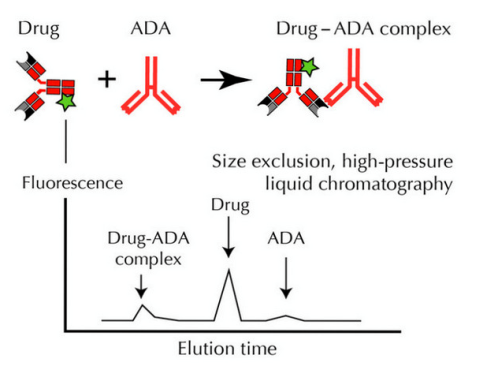 Drug
ADA
Drug – ADA complex
Size exclusion, high-pressure
liquid chromatography
Fluorescence
Drug
Drug-ADA
complex
ADA
Elution time